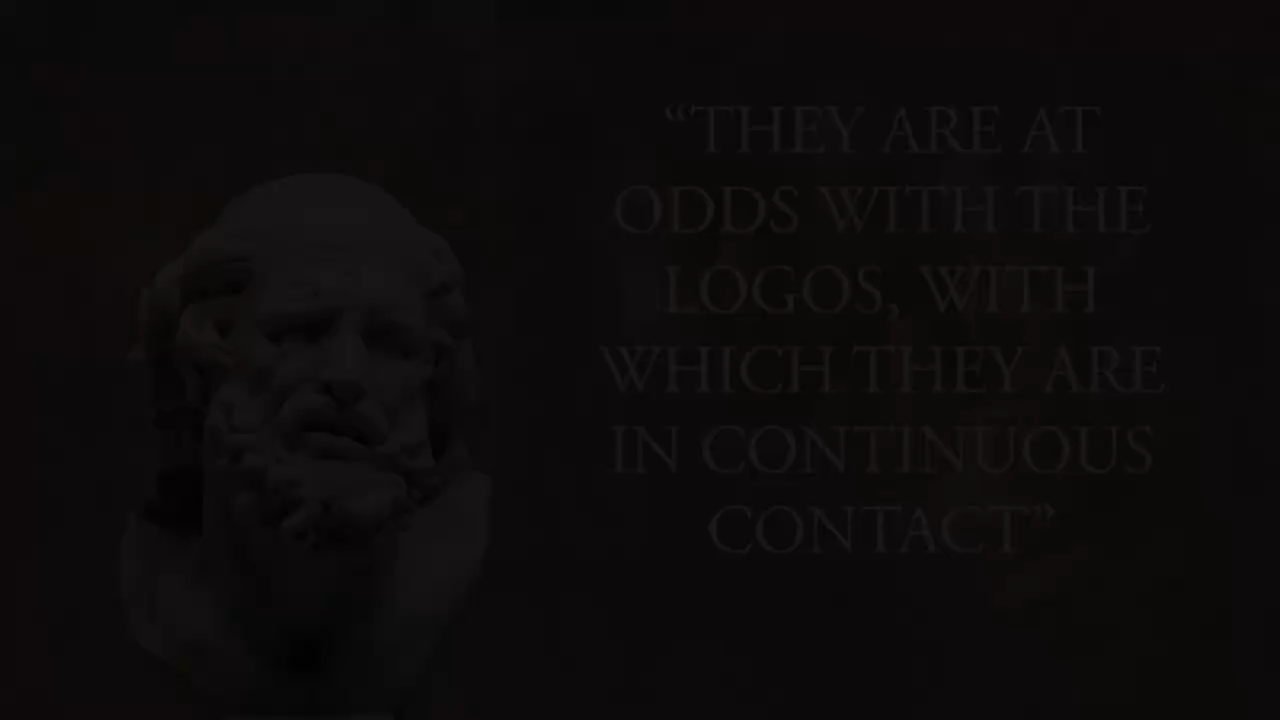 “THEY ARE AT
ODDS WITH THE
LOGOS, WITH
WHICH THEY ARE
IN CONTINUOUS
CONTACT”